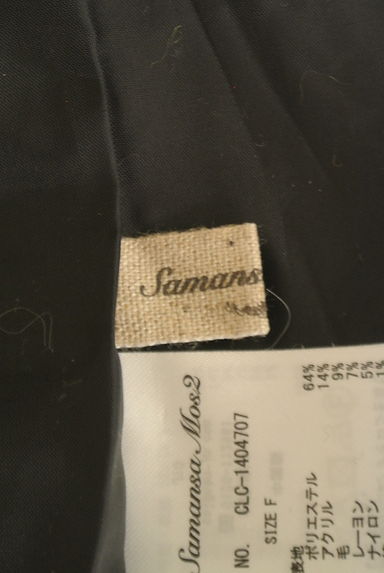 Samansa
Samansa Mos2
NO. CLC-1404707
SIZE F
表地
ポリエステル 64%
アクリル 14%
毛 9%
レーヨン 7%
ナイロン 5%